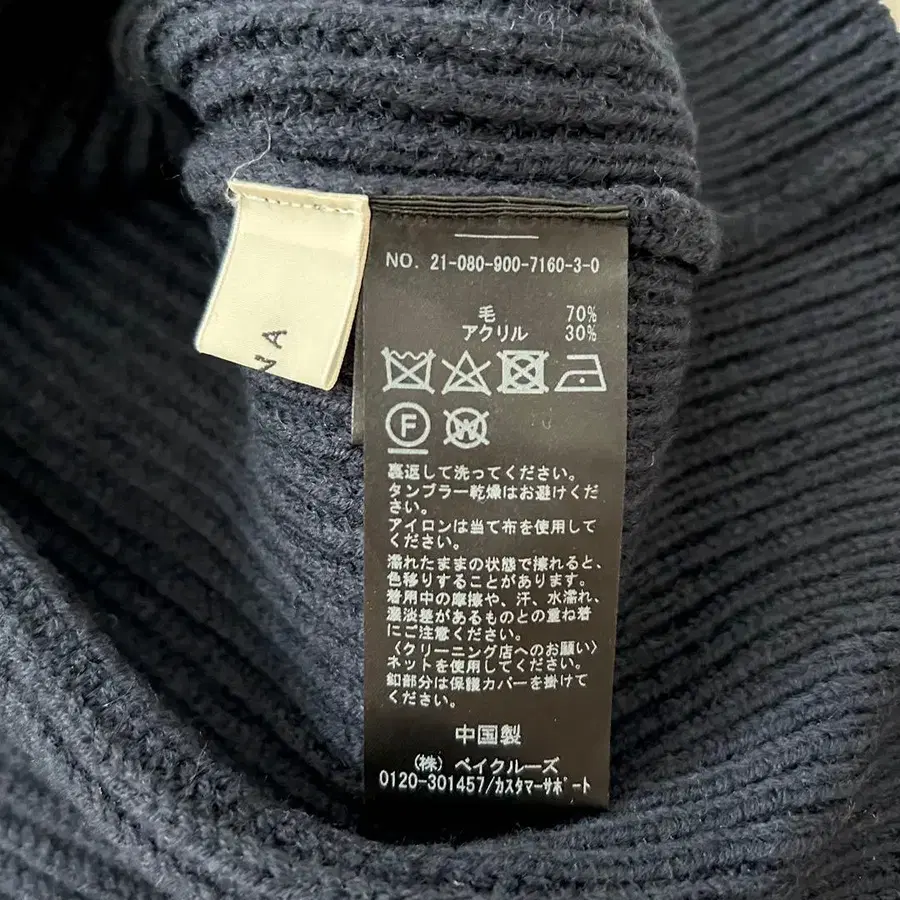 NA
NO. 21-080-900-7160-3-0
毛 70%
アクリル 30%
F
W
裏返して洗ってください。
タンブラー乾燥はお避けくだ
さい。
アイロンは当て布を使用して
ください。
濡れたままの状態で擦れると、
色移りすることがあります。
着用中の摩擦や、汗、水濡れ、
濃淡差があるものとの重ね着
にご注意ください。
〈クリーニング店へのお願い〉
ネットを使用してください。
釦部分は保護カバーを掛けて
ください。
中国製
(株) ベイクルーズ
0120-301457/カスタマーサポート